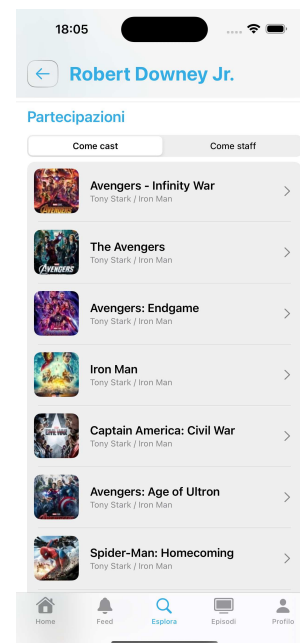 18:05
Robert Downey Jr.
Partecipazioni
Come cast
Come staff
Avengers - Infinity War
Tony Stark / Iron Man
The Avengers
Tony Stark / Iron Man
AVENGERS
Avengers: Endgame
Tony Stark / Iron Man
Iron Man
Tony Stark / Iron Man
Captain America: Civil War
Tony Stark / Iron Man
CIVIL WAR
Avengers: Age of Ultron
Tony Stark / Iron Man
Spider-Man: Homecoming
Tony Stark / Iron Man
Home
Feed
Esplora
Episodi
Profilo